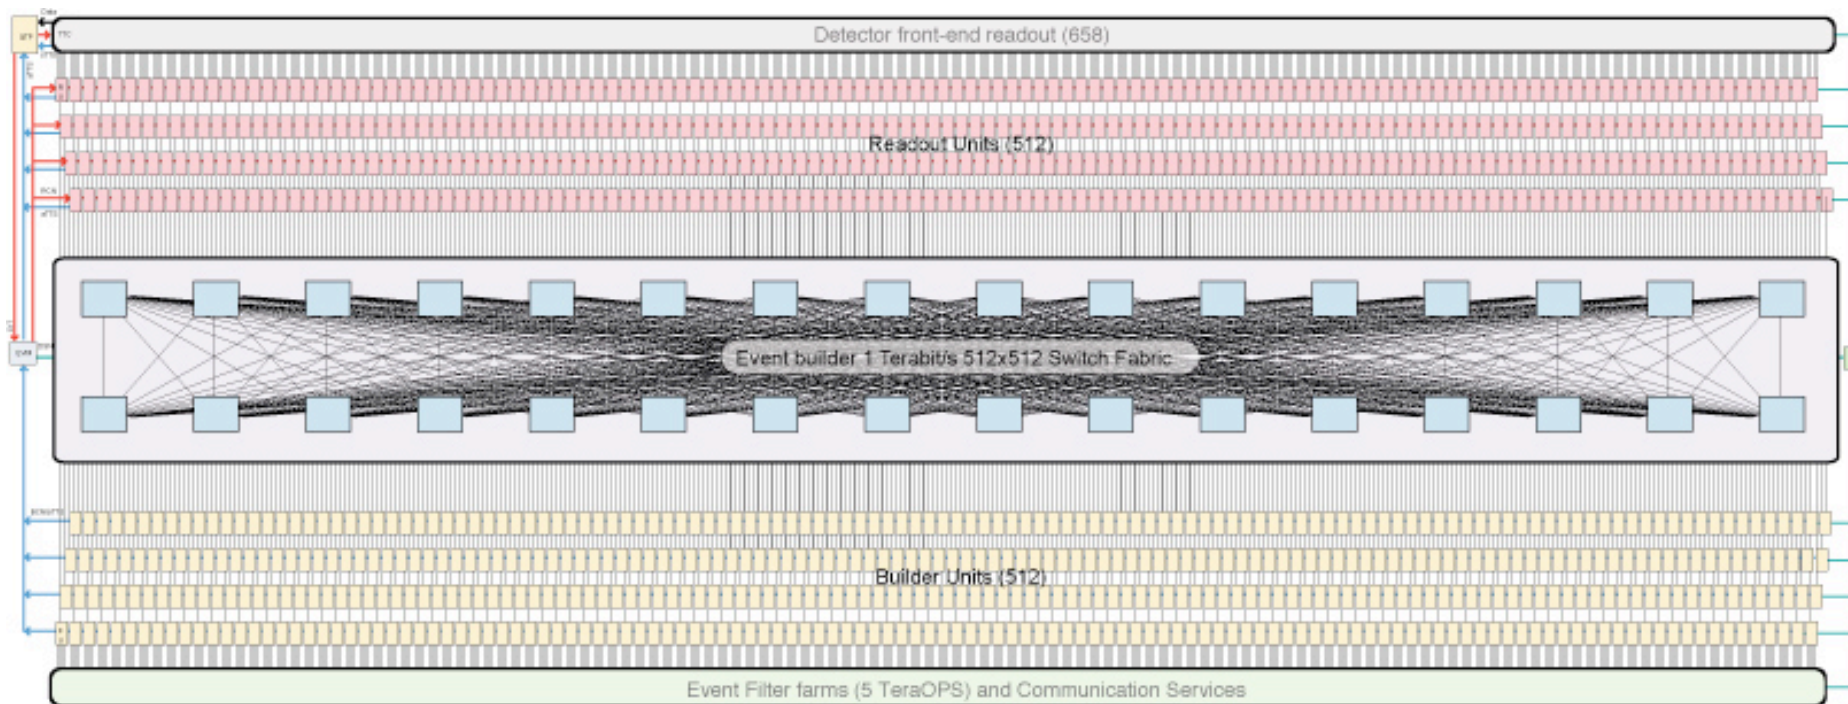 Detector front-end readout (658)
TTC
Readout Units (512)
Event builder 1 Terabit/s 512x512 Switch Fabric
Builder Units (512)
Event Filter farms (5 TeraOPS) and Communication Services